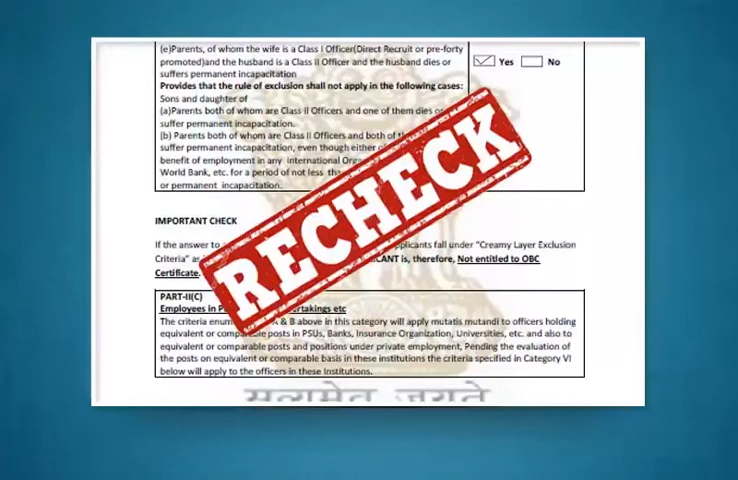 (e)Parents, of whom the wife is a Class I Officer(Direct Recruit or pre-forty
promoted)and the husband is a Class II Officer and the husband dies or
suffers permanent incapacitation
Yes No
Provides that the rule of exclusion shall not apply in the following cases:
Sons and daughter of
(a)Parents both of whom are Class II Officers and one of them dies or
suffer permanent incapacitation.
(b) Parents both of whom are Class II Officers and both of
suffer permanent incapacitation, even though either
benefit of employment in any International
World Bank, etc. for a period of not less
or permanent incapacitation.
RECHECK
IMPORTANT CHECK
If the answer to fall under “Creamy Layer Exclusion
Criteria” is, therefore, Not entitled to OBC
Certificate.
PART-II(C)
Employees in etc
The criteria A & B above in this category will apply mutatis mutandi to officers holding
equivalent or comparable posts in PSUs, Banks, Insurance Organization, Universities, etc. and also to
equivalent or comparable posts and positions under private employment, Pending the evaluation of
the posts on equivalent or comparable basis in these institutions the criteria specified in Category VI
below will apply to the officers in these Institutions.
सत्यमेव जयते